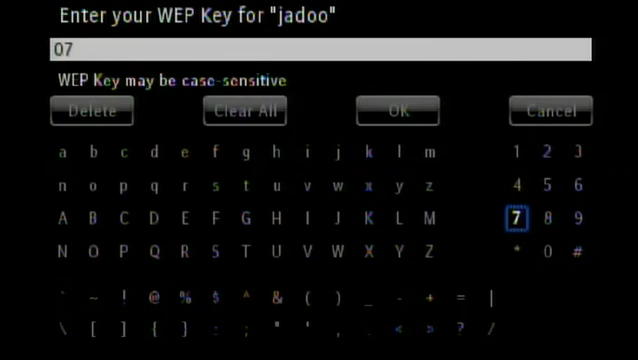 Enter your WEP Key for "jadoo"
07
WEP Key may be case-sensitive
Delete Clear All OK Cancel
a b c d e f g h i j k l m 1 2 3
n o p q r s t u v w x y z 4 5 6
A B C D E F G H I J K L M 7 8 9
N O P Q R S T U V W X Y Z * 0 #
` ~ ! @ % $ ^ & ( ) _ - + = |
\ [ ] { } : ; " ' , . < > ? /